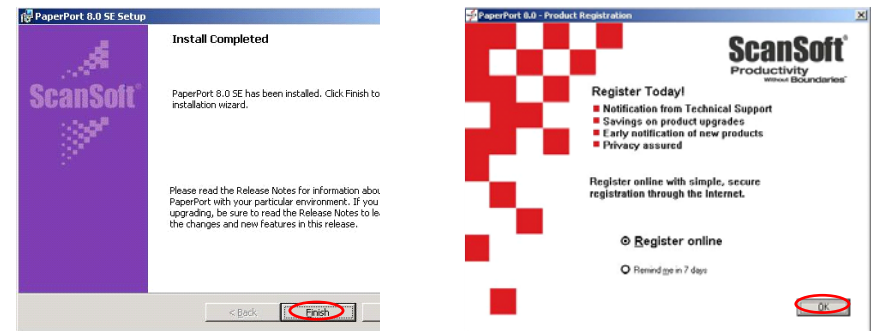 PaperPort 8.0 SE Setup
Install Completed
ScanSoft
PaperPort 8.0 SE has been installed. Click Finish to
installation wizard.
Please read the Release Notes for information abou
PaperPort with your particular environment. If you
upgrading, be sure to read the Release Notes to le
the changes and new features in this release.
< Back
Finish
PaperPort 8.0 - Product Registration
ScanSoft
Productivity
Without Boundaries
Register Today!
Notification from Technical Support
Savings on product upgrades
Early notification of new products
Privacy assured
Register online with simple, secure
registration through the Internet.
Register online
Remind me in 7 days
OK